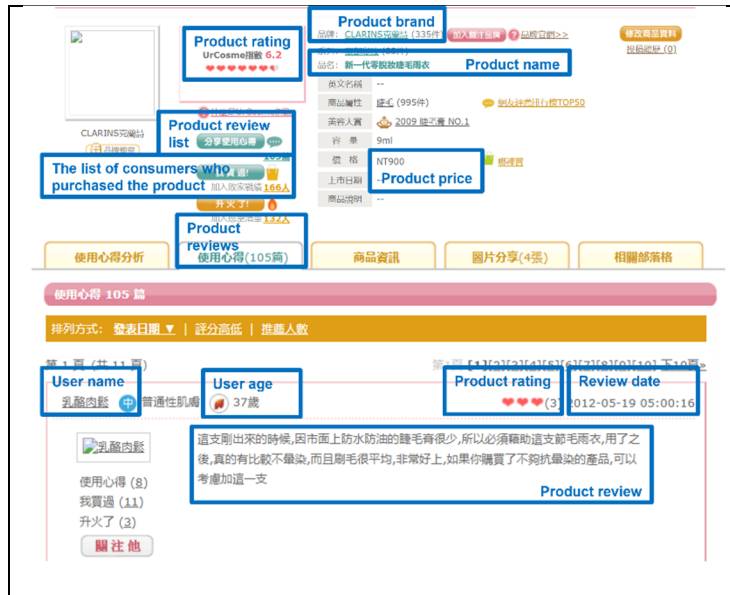 Product brand
品牌: CLARINS克蘭詩 (335件) 加入關注品牌 品牌官網>>
修改商品資料
Product rating
UrCosme指數 6.2
投稿紀歷 (0)
品名: 新一代零脫妝睫毛雨衣
Product name
英文名稱 --
商品屬性 睫毛 (995件)
網友評鑑排行榜TOP50
美容人賞 2009 睫毛賞 NO.1
CLARINS克蘭詩
Product review
list
分享使用心得
容 量 9ml
價 格 NT900
Product price
The list of consumers who
purchased the product
加入敗家戰績 166人
上市日期 --
升火了!
商品說明 --
132人
Product
reviews
使用心得分析
使用心得(105篇)
商品資訊
圖片分享(4張)
相關部落格
使用心得 105 篇
排列方式: 發表日期 ▼ | 評分高低 | 推薦人數
第 1 頁 (共 11 頁)
第1頁 [1][2][3][4][5][6][7][8][9][10] 下10頁»
User name
User age
Product rating
Review date
乳酪肉鬆 中 普通性肌膚 37歲
(3) 2012-05-19 05:00:16
乳酪肉鬆
這支剛出來的時候,因市面上防水防油的睫毛膏很少,所以必須藉助這支節毛雨衣,用了之
後,真的有比較不暈染,而且刷毛很平均,非常好上,如果你購買了不夠抗暈染的產品,可以
考慮加這一支
Product review
使用心得 (8)
我買過 (11)
升火了 (3)
關注他